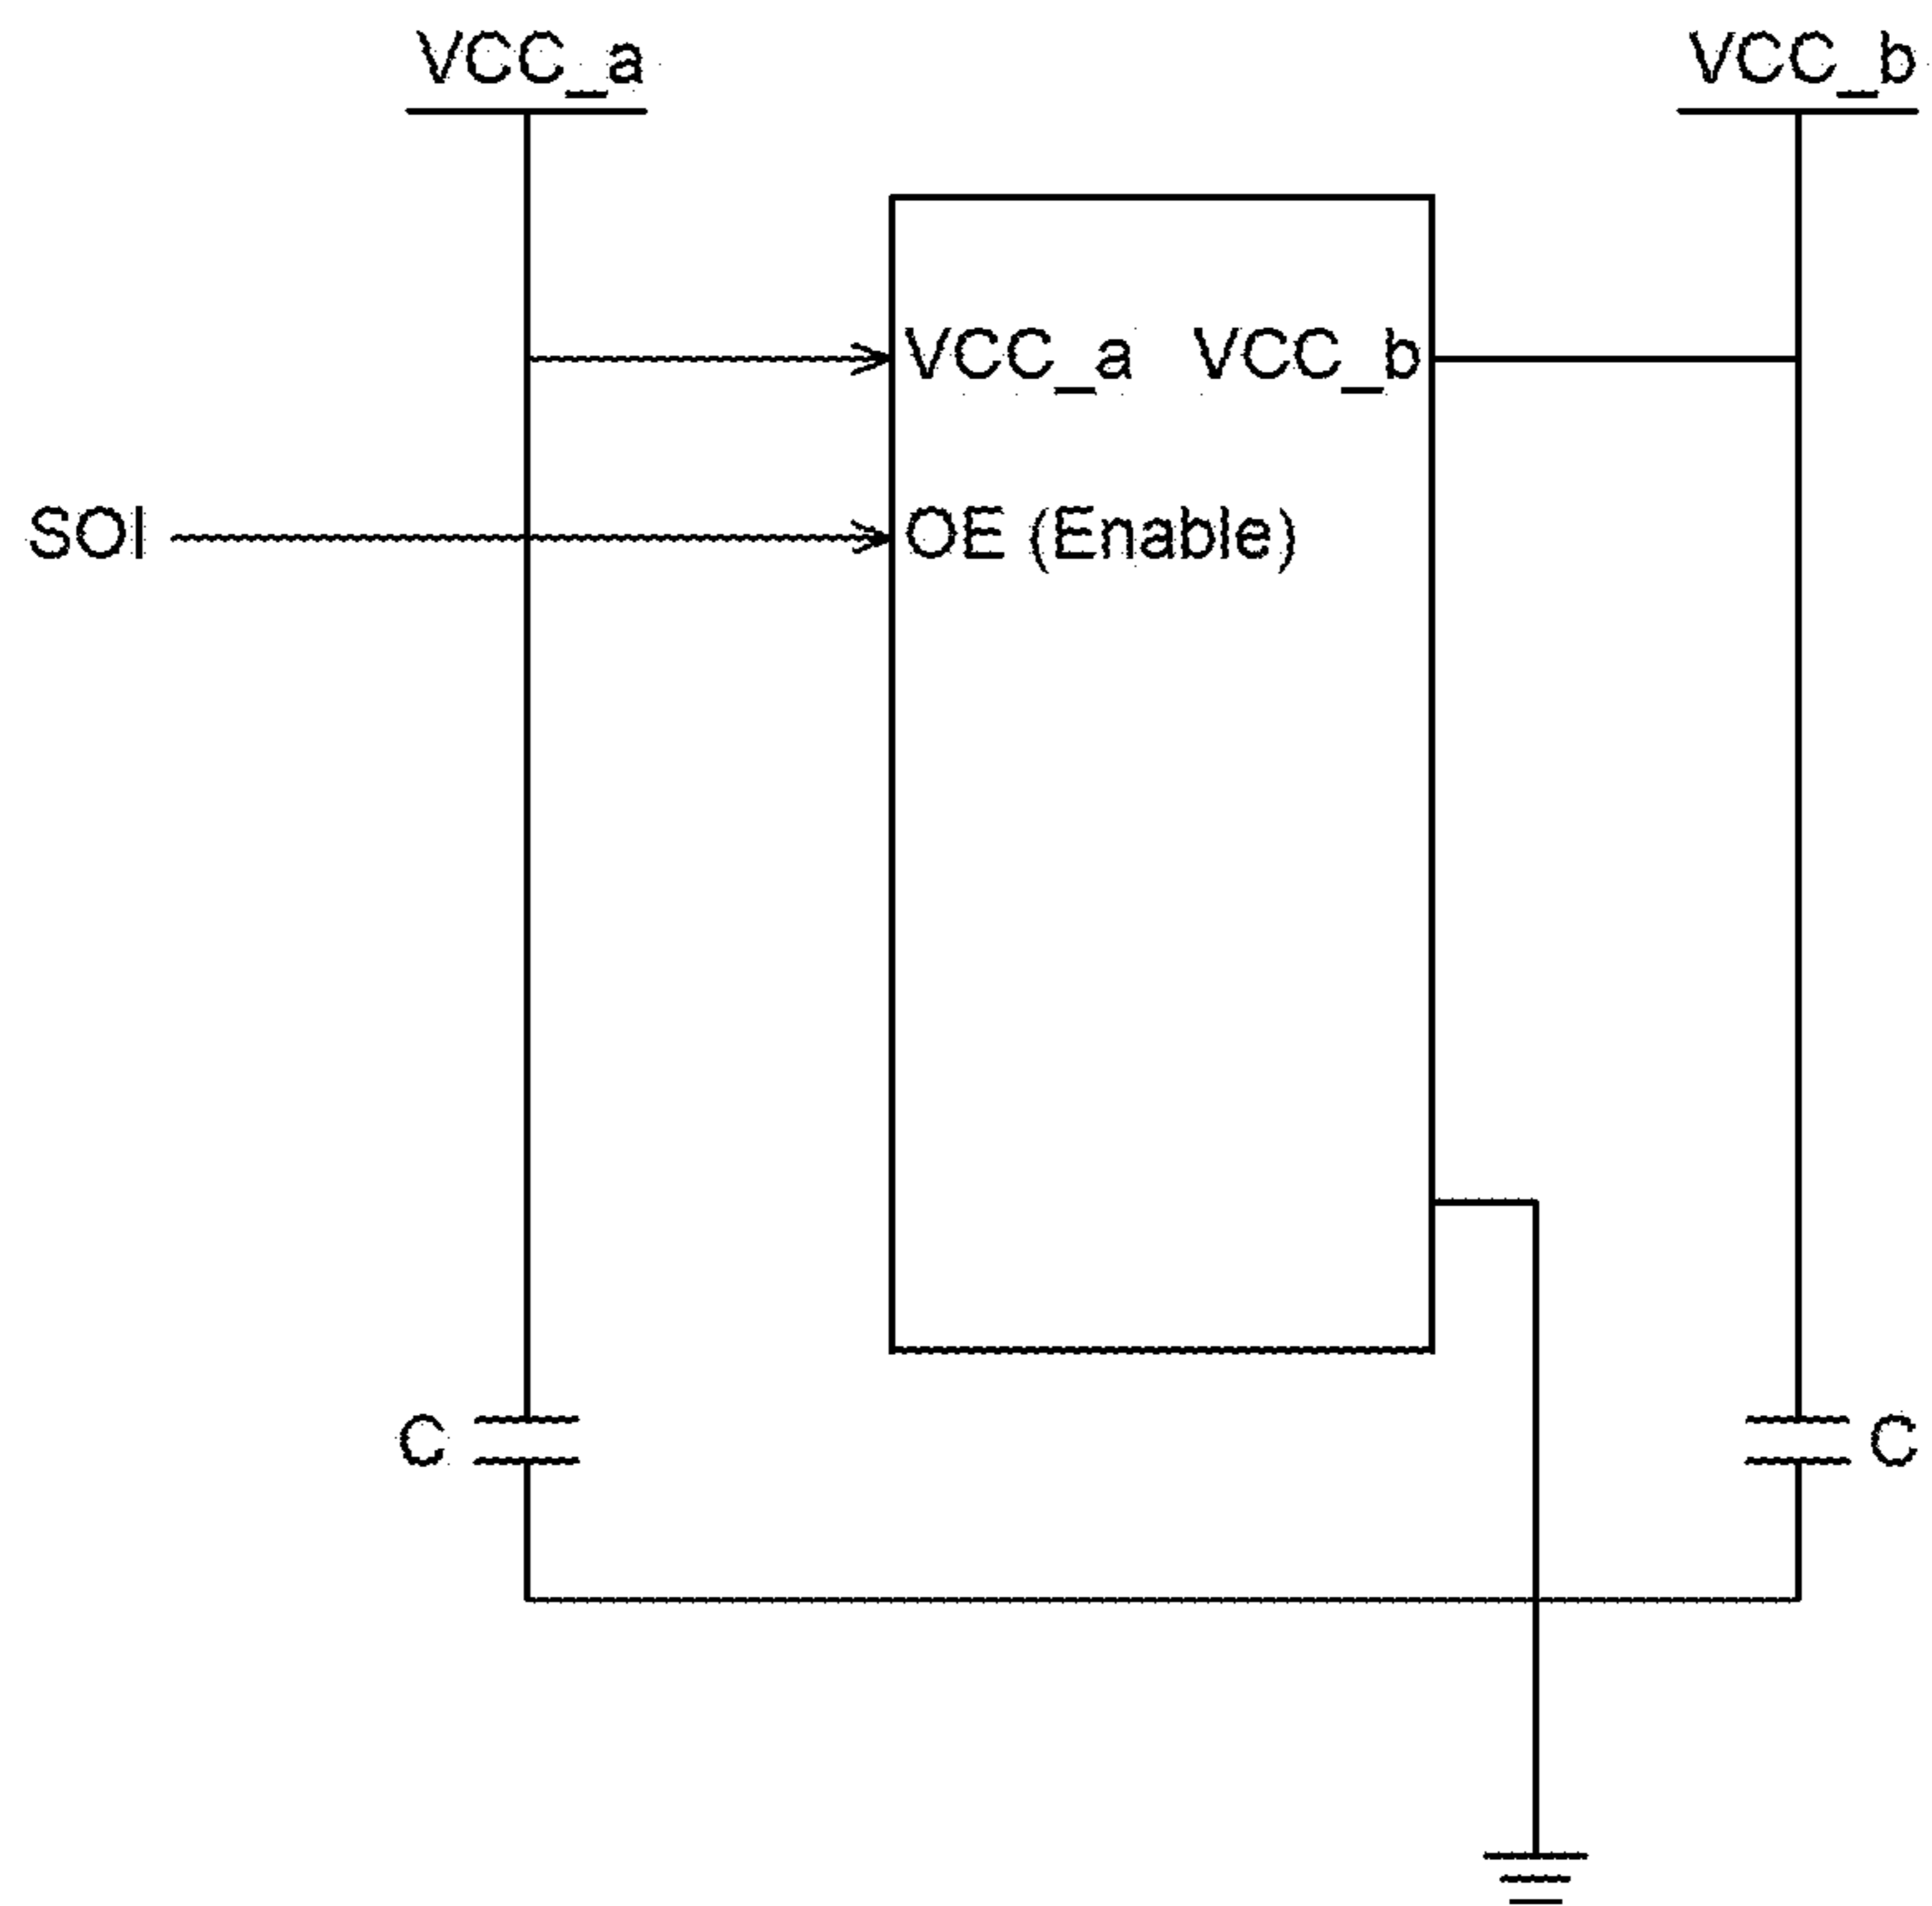 VCC_a
VCC_b
VCC_a VCC_b
SOI
OE (Enable)
C
C